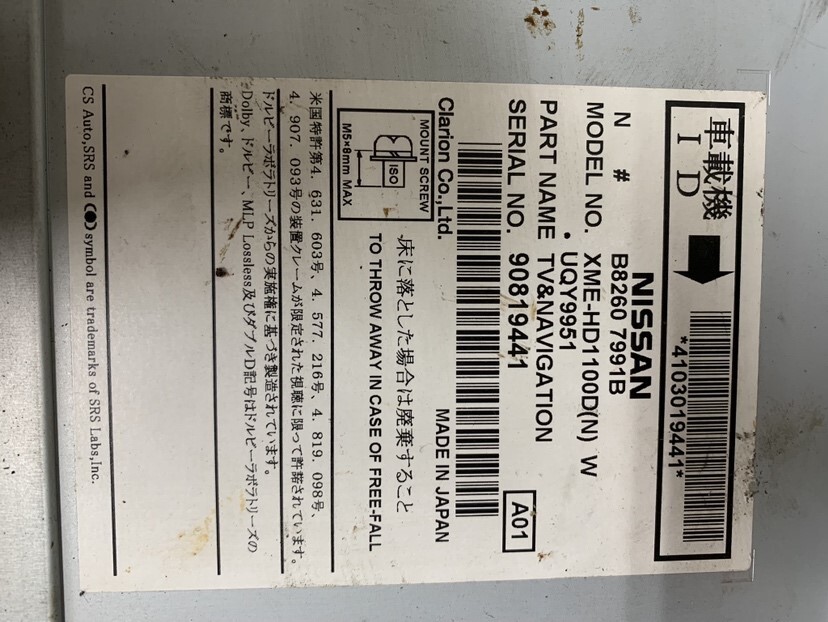 車載機
ID
*4103019441*
NISSAN
N # B8260 7991B
MODEL NO. XME-HD1100D(N) W
UQY9951
PART NAME TV&NAVIGATION
SERIAL NO. 90819441
A01
Clarion Co.,Ltd. MADE IN JAPAN
MOUNT SCREW
ISO
M5×8mm MAX
床に落とした場合は廃棄すること
TO THROW AWAY IN CASE OF FREE-FALL
米国特許第4．631．603号、4．577．216号、4．819．098号、
4．907．093号の装置クレームが限定された視聴に限って許諾されています。
ドルビーラボラトリーズからの実施権に基づき製造されています。
Dolby、ドルビー、MLP Lossless及びダブルD記号はドルビーラボラトリーズの
商標です。
CS Auto,SRS and (●) symbol are trademarks of SRS Labs,Inc.